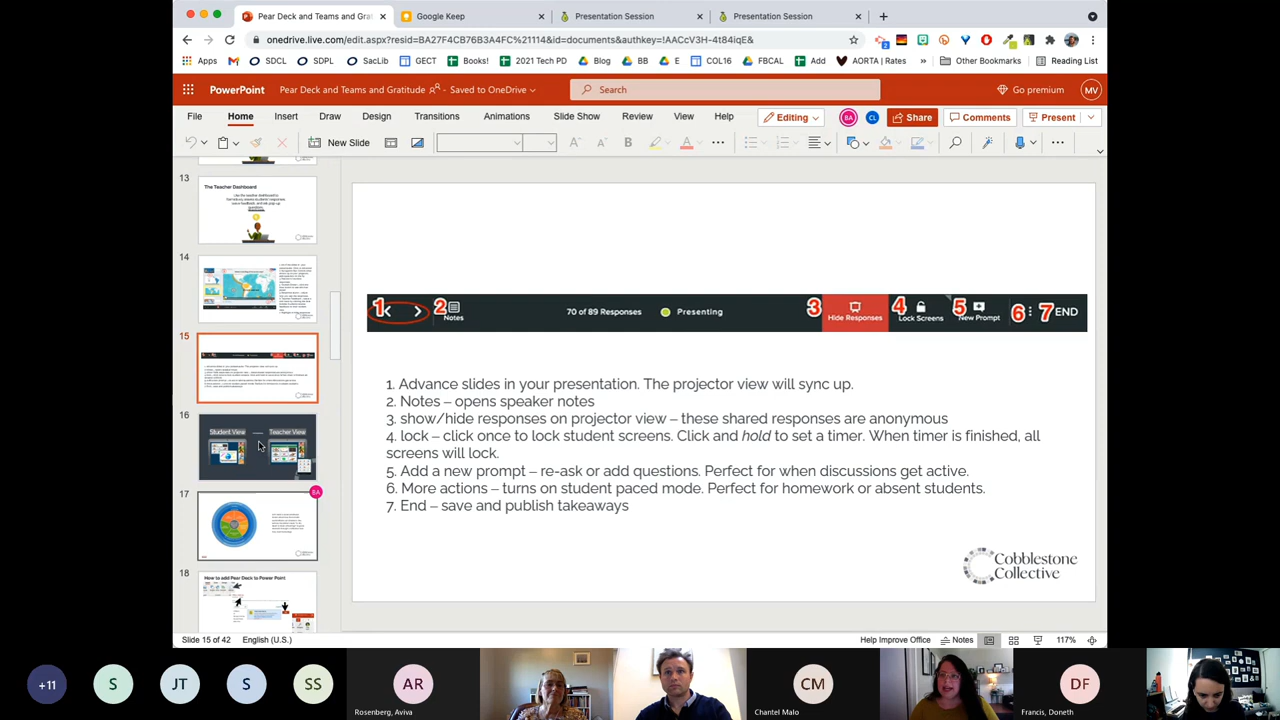 Pear Deck and Teams and Grat
Google Keep
Presentation Session
Presentation Session
onedrive.live.com/edit.aspx?resid=BA27F4CB76B3A4FC%21114&id=documents&authkey=!AACcV3H-4t84iqE&
Apps
SDCL
SDPL
SacLib
GECT
Books!
2021 Tech PD
Blog
BB
E
COL16
FBCAL
Add
AORTA | Rates
»
Other Bookmarks
Reading List
PowerPoint
Pear Deck and Teams and Gratitude
Saved to OneDrive
Search
Go premium
MV
File
Home
Insert
Draw
Design
Transitions
Animations
Slide Show
Review
View
Help
Editing
BA
CL
Share
Comments
Present
New Slide
13
The Teacher Dashboard
14
15
16
Student View
Teacher View
17
BA
18
How to add Pear Deck to Power Point
1
2
Notes
70 of 89 Responses
Presenting
3
Hide Responses
4
Lock Screens
5
New Prompt
6
7 END
1. Advance slides in your presentation. The projector view will sync up.
2. Notes – opens speaker notes
3. show/hide responses on projector view – these shared responses are anonymous
4. lock – click once to lock student screens. Click and hold to set a timer. When timer is finished, all
screens will lock.
5. Add a new prompt – re-ask or add questions. Perfect for when discussions get active.
6. More actions – turns on student paced mode. Perfect for homework or absent students.
7. End – save and publish takeaways
Cobblestone
Collective
Slide 15 of 42
English (U.S.)
Help Improve Office
Notes
117%
+11
S
JT
S
SS
AR
Rosenberg, Aviva
CM
Chantel Malo
DF
Francis, Doneth